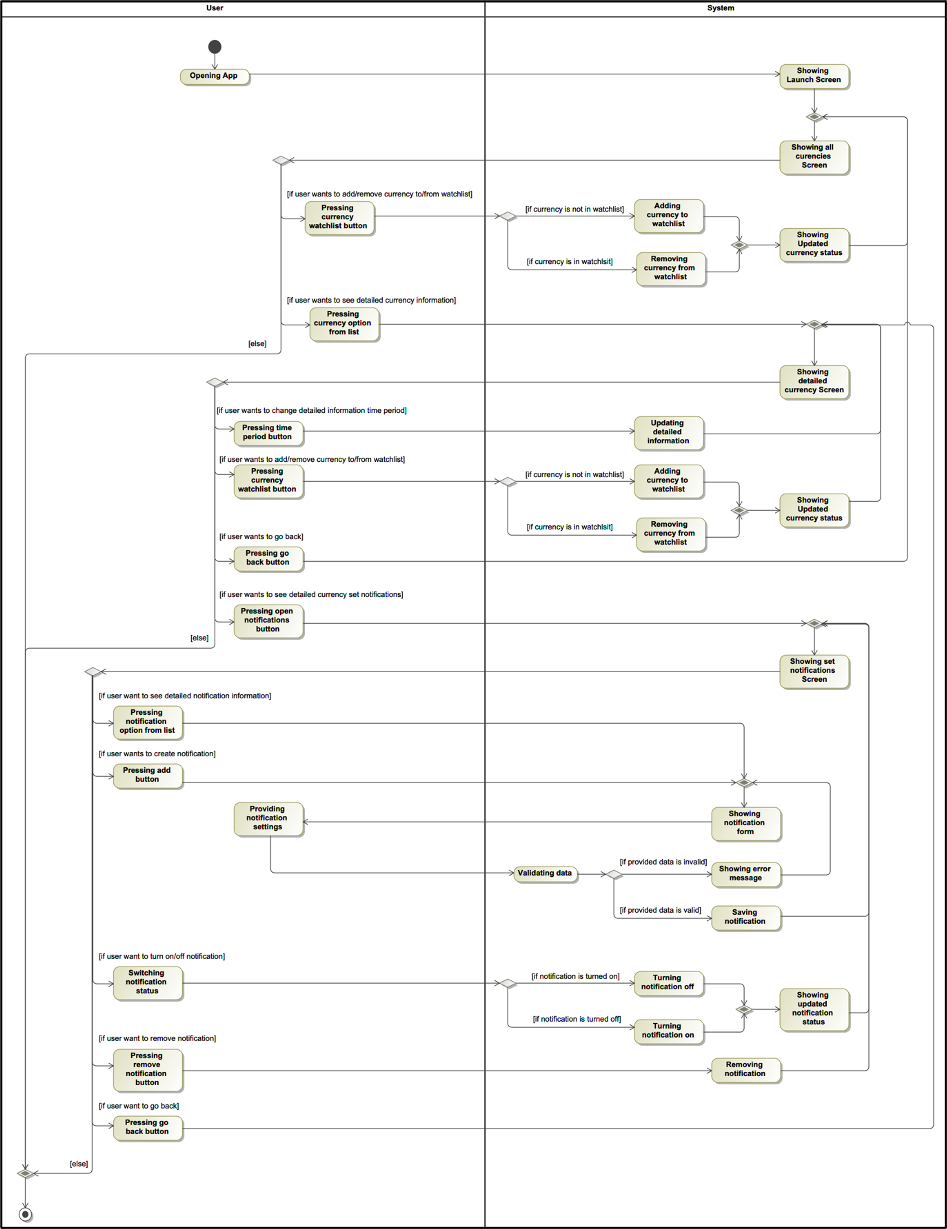 User
System
Opening App
Showing
Launch Screen
Showing all
curencies
Screen
[if user wants to add/remove currency to/from watchlist]
Pressing
currency
watchlist button
[if currency is not in watchlist]
Adding
currency to
watchlist
Showing
Updated
currency status
[if currency is in watchlsit]
Removing
currency from
watchlist
[if user wants to see detailed currency information]
Pressing
currency option
from list
[else]
Showing
detailed
currency Screen
[if user wants to change detailed information time period]
Pressing time
period button
Updating
detailed
information
[if user wants to add/remove currency to/from watchlist]
Pressing
currency
watchlist button
[if currency is not in watchlist]
Adding
currency to
watchlist
Showing
Updated
currency status
[if currency is in watchlsit]
Removing
currency from
watchlist
[if user wants to go back]
Pressing go
back button
[if user wants to see detailed currency set notifications]
Pressing open
notifications
button
[else]
Showing set
notifications
Screen
[if user want to see detailed notification information]
Pressing
notification
option from list
[if user wants to create notification]
Pressing add
button
Providing
notification
settings
Showing
notification
form
Validating data
[if provided data is invalid]
Showing error
message
[if provided data is valid]
Saving
notification
[if user want to turn on/off notification]
Switching
notification
status
[if notification is turned on]
Turning
notification off
Showing
updated
notification
status
[if notification is turned off]
Turning
notification on
[if user want to remove notification]
Pressing
remove
notification
button
Removing
notification
[if user want to go back]
Pressing go
back button
[else]